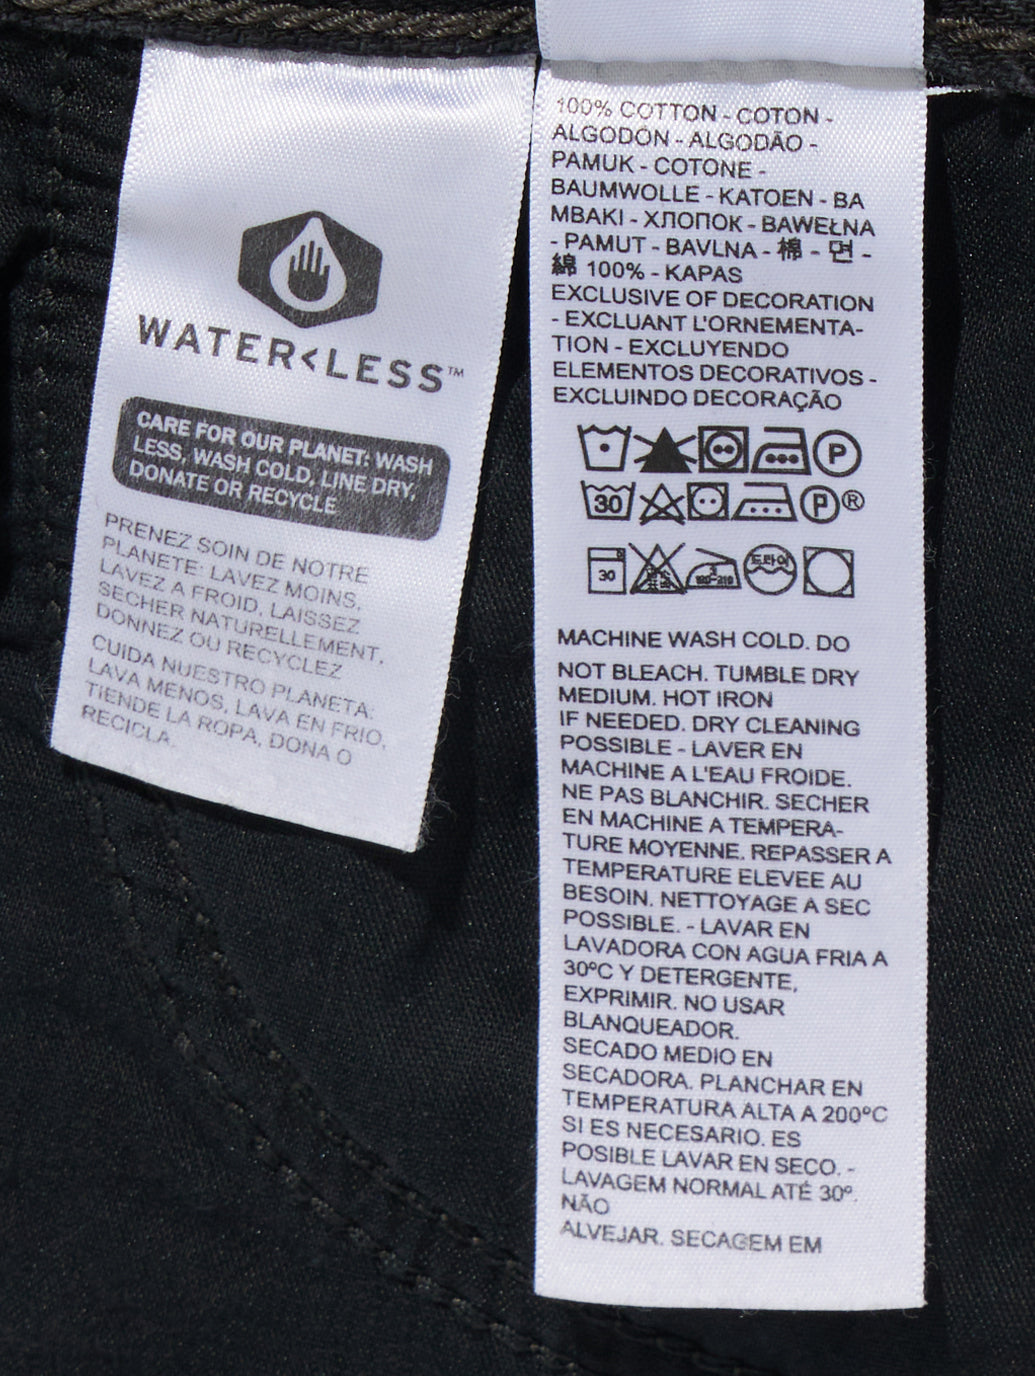 WATER<LESS™
CARE FOR OUR PLANET: WASH
LESS, WASH COLD, LINE DRY,
DONATE OR RECYCLE
PRENEZ SOIN DE NOTRE
PLANETE: LAVEZ MOINS,
LAVEZ A FROID, LAISSEZ
SECHER NATURELLEMENT,
DONNEZ OU RECYCLEZ
CUIDA NUESTRO PLANETA:
LAVA MENOS, LAVA EN FRIO,
TIENDE LA ROPA, DONA O
RECICLA.
100% COTTON - COTON -
ALGODÓN - ALGODÃO -
PAMUK - COTONE -
BAUMWOLLE - KATOEN - BA
MBAKI - ХЛОПОК - BAWEŁNA
- PAMUT - BAVLNA - 棉 - 면 -
綿 100% - KAPAS
EXCLUSIVE OF DECORATION
- EXCLUANT L'ORNEMENTA-
TION - EXCLUYENDO
ELEMENTOS DECORATIVOS -
EXCLUINDO DECORAÇÃO
P
30 P ®
30 드라이
MACHINE WASH COLD. DO
NOT BLEACH. TUMBLE DRY
MEDIUM. HOT IRON
IF NEEDED. DRY CLEANING
POSSIBLE - LAVER EN
MACHINE A L'EAU FROIDE.
NE PAS BLANCHIR. SECHER
EN MACHINE A TEMPERA-
TURE MOYENNE. REPASSER A
TEMPERATURE ELEVEE AU
BESOIN. NETTOYAGE A SEC
POSSIBLE. - LAVAR EN
LAVADORA CON AGUA FRIA A
30ºC Y DETERGENTE,
EXPRIMIR. NO USAR
BLANQUEADOR.
SECADO MEDIO EN
SECADORA. PLANCHAR EN
TEMPERATURA ALTA A 200ºC
SI ES NECESARIO. ES
POSIBLE LAVAR EN SECO. -
LAVAGEM NORMAL ATÉ 30º.
NÃO
ALVEJAR. SECAGEM EM